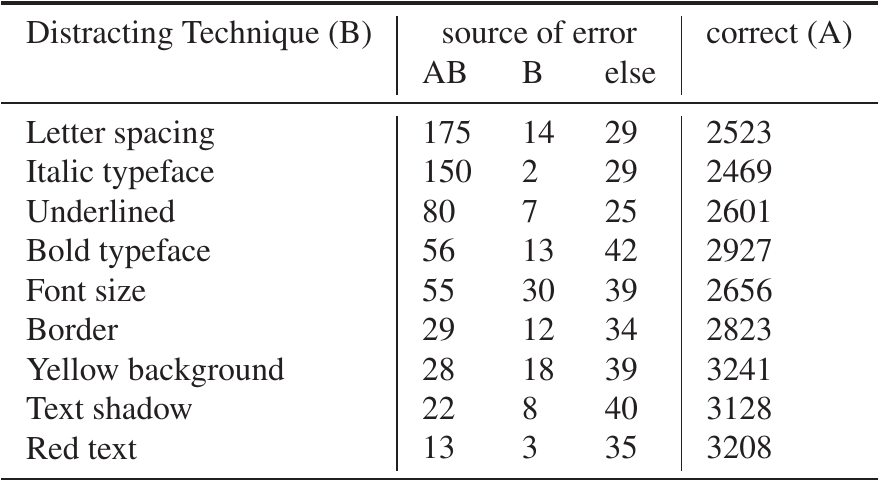 Distracting Technique (B) source of error correct (A)
AB B else
Letter spacing 175 14 29 2523
Italic typeface 150 2 29 2469
Underlined 80 7 25 2601
Bold typeface 56 13 42 2927
Font size 55 30 39 2656
Border 29 12 34 2823
Yellow background 28 18 39 3241
Text shadow 22 8 40 3128
Red text 13 3 35 3208